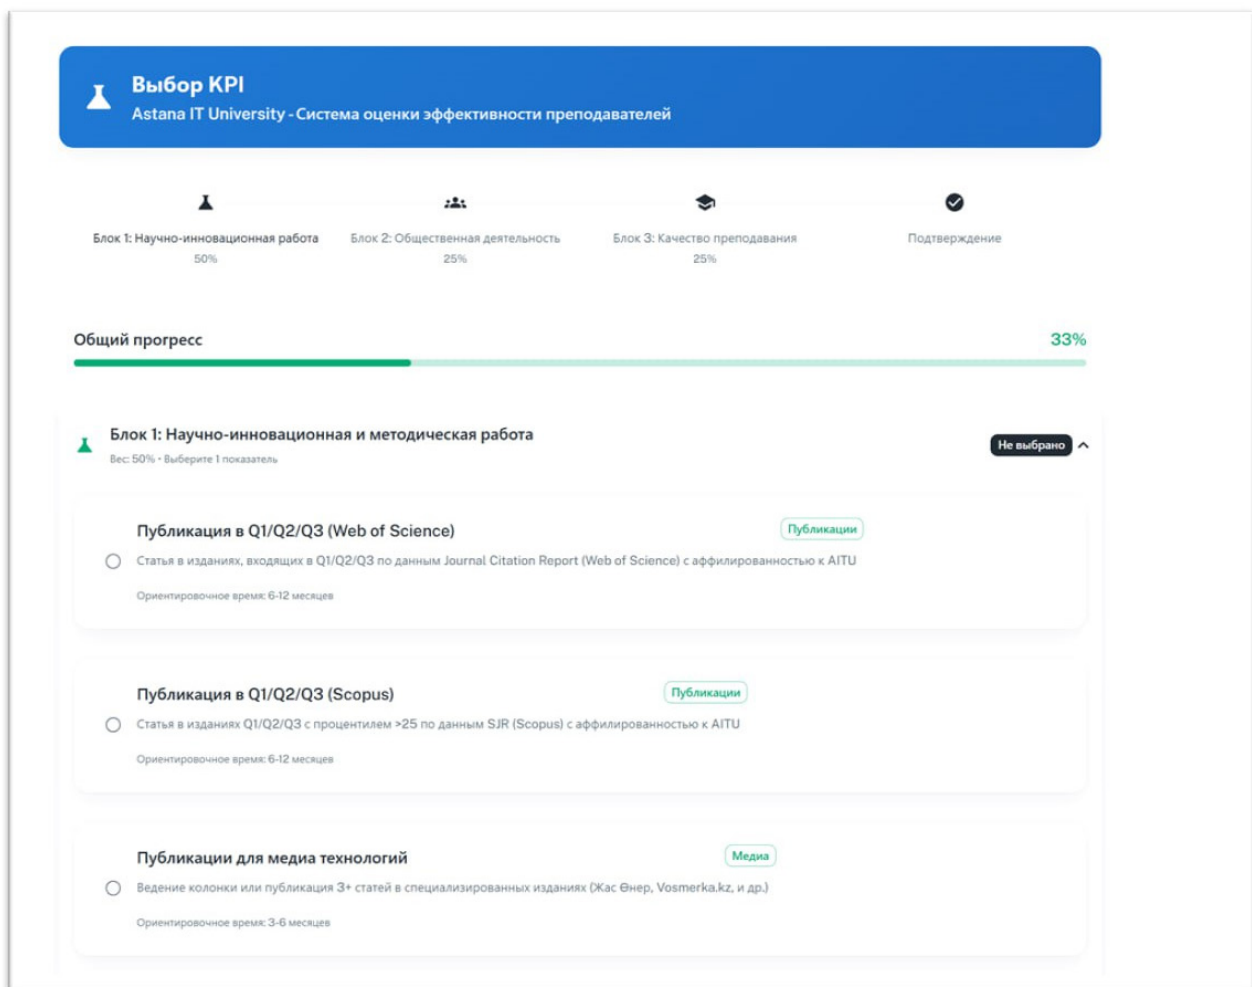 Выбор KPI
Astana IT University - Система оценки эффективности преподавателей
Блок 1: Научно-инновационная работа
50%
Блок 2: Общественная деятельность
25%
Блок 3: Качество преподавания
25%
Подтверждение
Общий прогресс
33%
Блок 1: Научно-инновационная и методическая работа
Вес: 50% • Выберите 1 показатель
Не выбрано
Публикация в Q1/Q2/Q3 (Web of Science)
Публикации
Статья в изданиях, входящих в Q1/Q2/Q3 по данным Journal Citation Report (Web of Science) с аффилированностью к AITU
Ориентировочное время: 6-12 месяцев
Публикация в Q1/Q2/Q3 (Scopus)
Публикации
Статья в изданиях Q1/Q2/Q3 с процентилем >25 по данным SJR (Scopus) с аффилированностью к AITU
Ориентировочное время: 6-12 месяцев
Публикации для медиа технологий
Медиа
Ведение колонки или публикация 3+ статей в специализированных изданиях (Жас Өнер, Vosmerka.kz, и др.)
Ориентировочное время: 3-6 месяцев